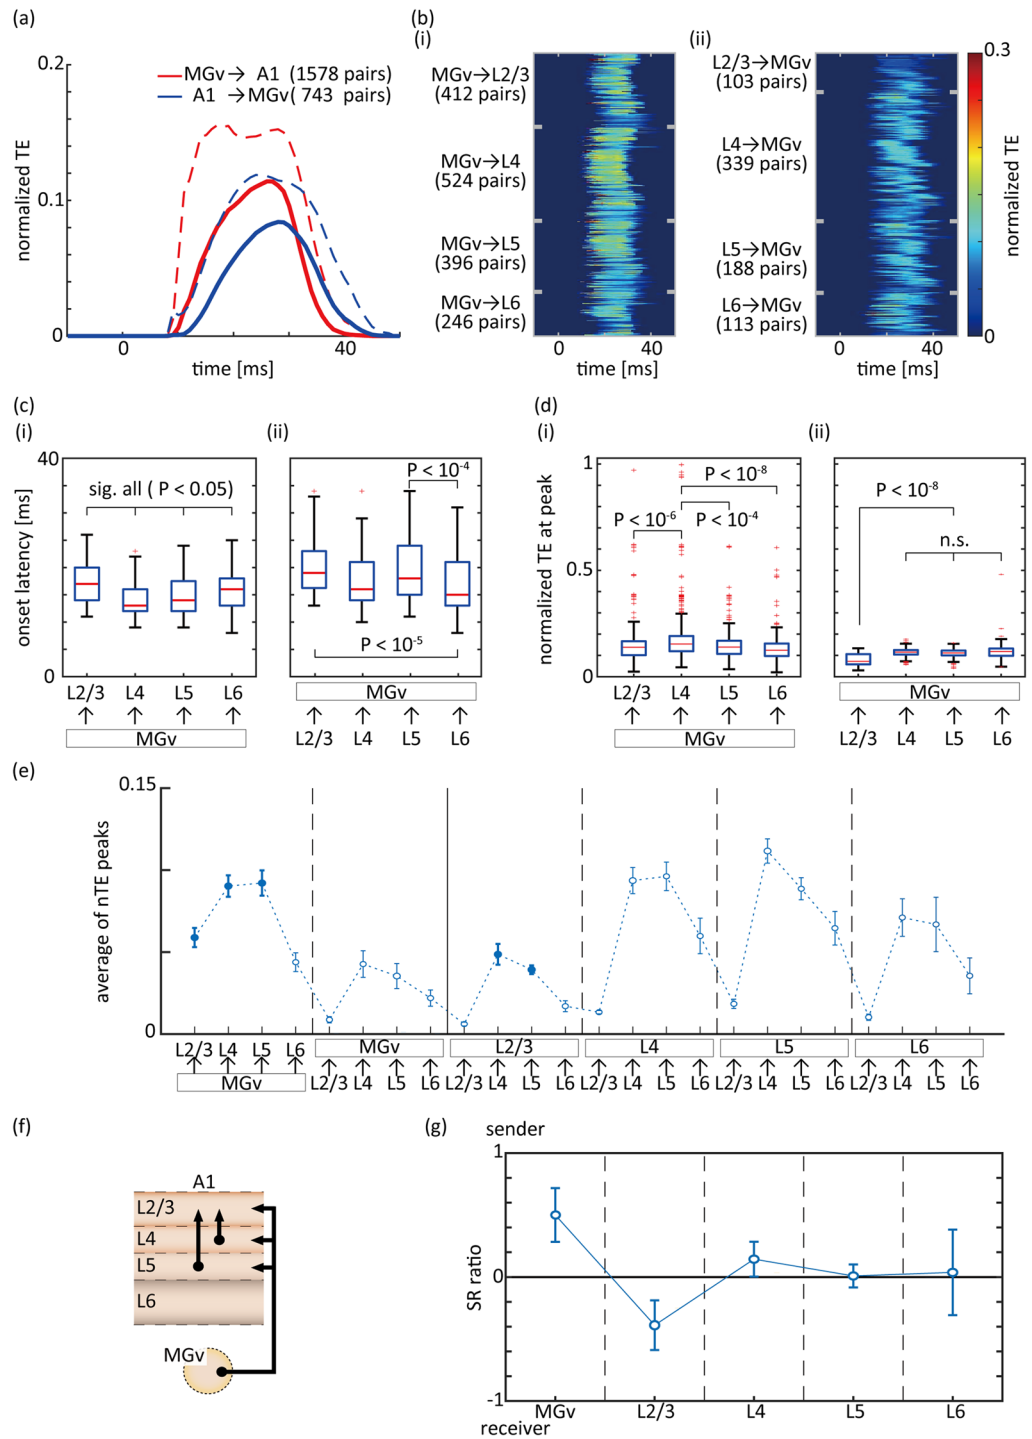 (a)
0.2
0.1
0
normalized TE
MGv→ A1 (1578 pairs)
A1 →MGv( 743 pairs)
0
40
time [ms]
(b)
(i)
MGv→L2/3
(412 pairs)
MGv→L4
(524 pairs)
MGv→L5
(396 pairs)
MGv→L6
(246 pairs)
0
40
time [ms]
(ii)
L2/3→MGv
(103 pairs)
L4→MGv
(339 pairs)
L5→MGv
(188 pairs)
L6→MGv
(113 pairs)
0
40
time [ms]
0.3
0
normalized TE
(c)
(i)
40
0
onset latency [ms]
sig. all ( P < 0.05)
L2/3 L4 L5 L6
↑ ↑ ↑ ↑
MGv
(ii)
P < 10-4
P < 10-5
MGv
↑ ↑ ↑ ↑
L2/3 L4 L5 L6
(d)
(i)
1
0.5
0
normalized TE at peak
P < 10-8
P < 10-6
P < 10-4
L2/3 L4 L5 L6
↑ ↑ ↑ ↑
MGv
(ii)
P < 10-8
n.s.
MGv
↑ ↑ ↑ ↑
L2/3 L4 L5 L6
(e)
0.15
0
average of nTE peaks
L2/3 L4 L5 L6
↑ ↑ ↑ ↑
MGv
MGv
↑ ↑ ↑ ↑
L2/3 L4 L5 L6
L2/3
↑ ↑ ↑ ↑
L2/3 L4 L5 L6
L4
↑ ↑ ↑ ↑
L2/3 L4 L5 L6
L5
↑ ↑ ↑ ↑
L2/3 L4 L5 L6
L6
↑ ↑ ↑ ↑
L2/3 L4 L5 L6
(f)
A1
L2/3
L4
L5
L6
MGv
(g)
sender
1
0
-1
SR ratio
MGv L2/3 L4 L5 L6
receiver